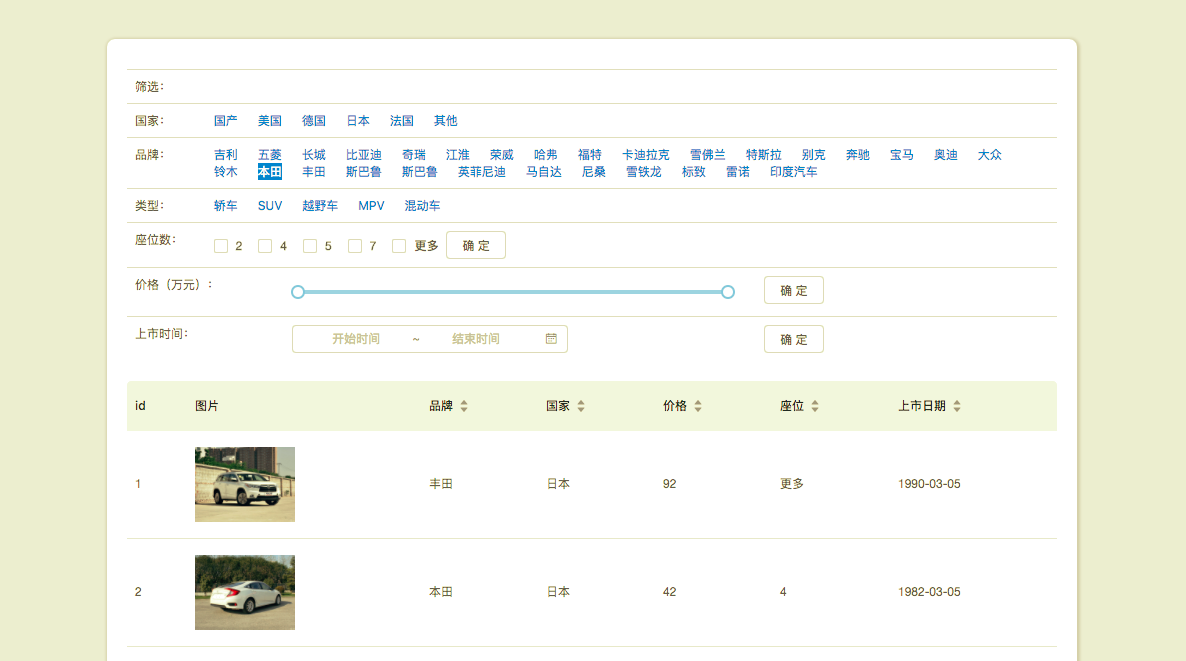 筛选：
国家： 国产 美国 德国 日本 法国 其他
品牌： 吉利 五菱 长城 比亚迪 奇瑞 江淮 荣威 哈弗 福特 卡迪拉克 雪佛兰 特斯拉 别克 奔驰 宝马 奥迪 大众
铃木 本田 丰田 斯巴鲁 斯巴鲁 英菲尼迪 马自达 尼桑 雪铁龙 标致 雷诺 印度汽车
类型： 轿车 SUV 越野车 MPV 混动车
座位数： 2 4 5 7 更多 确 定
价格（万元）： 确 定
上市时间： 开始时间 ~ 结束时间 确 定
id 图片 品牌 国家 价格 座位 上市日期
1 丰田 日本 92 更多 1990-03-05
2 本田 日本 42 4 1982-03-05